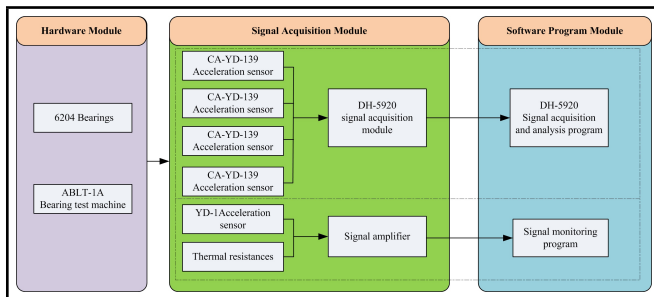 Hardware Module
Signal Acquisition Module
Software Program Module
6204 Bearings
ABLT-1A
Bearing test machine
CA-YD-139
Acceleration sensor
CA-YD-139
Acceleration sensor
CA-YD-139
Acceleration sensor
CA-YD-139
Acceleration sensor
DH-5920
signal acquisition
module
DH-5920
Signal acquisition
and analysis program
YD-1Acceleration
sensor
Thermal resistances
Signal amplifier
Signal monitoring
program